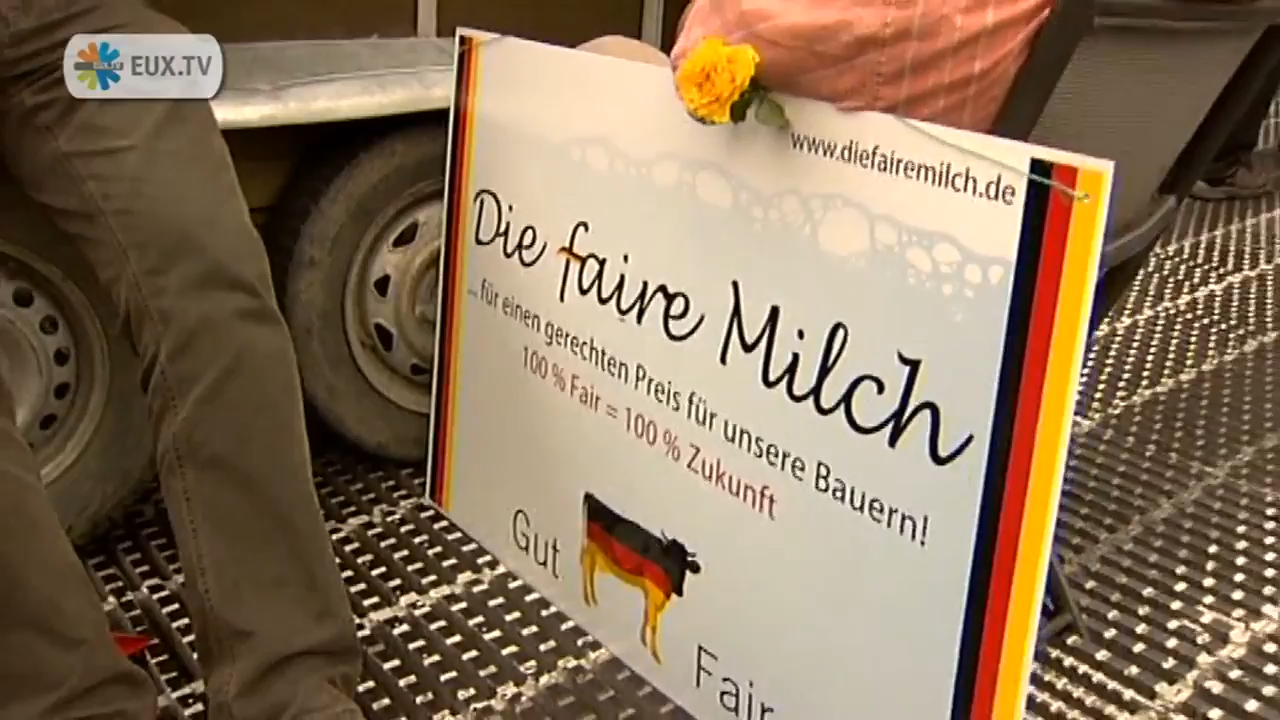 EUX.TV
www.diefairemilch.de
Die faire Milch
... für einen gerechten Preis für unsere Bauern!
100 % Fair = 100 % Zukunft
Gut
Fair